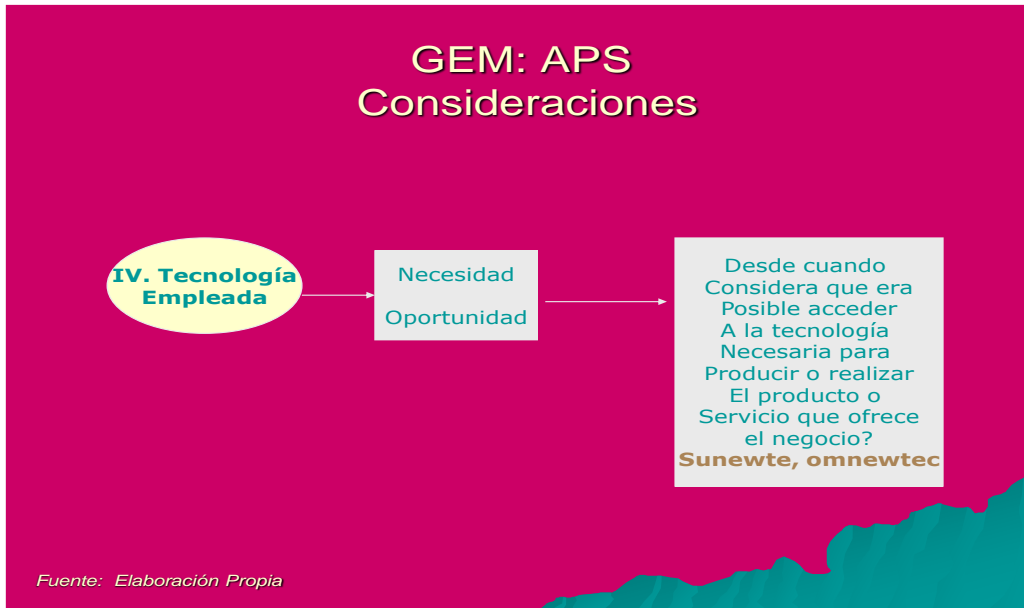 GEM: APS
Consideraciones
IV. Tecnología
Empleada
Necesidad
Oportunidad
Desde cuando
Considera que era
Posible acceder
A la tecnología
Necesaria para
Producir o realizar
El producto o
Servicio que ofrece
el negocio?
Sunewte, omnewtec
Fuente: Elaboración Propia